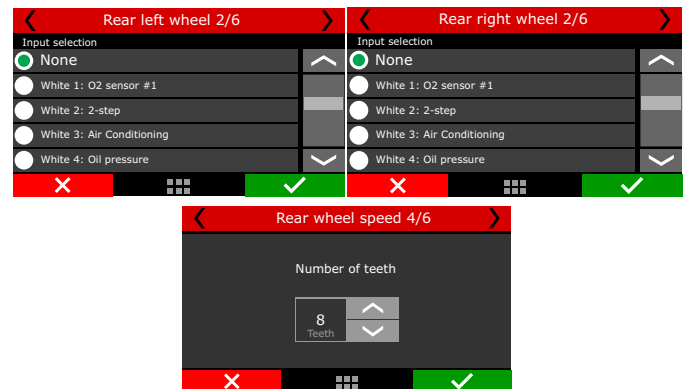 Rear left wheel 2/6
Input selection
None
White 1: O2 sensor #1
White 2: 2-step
White 3: Air Conditioning
White 4: Oil pressure
Rear right wheel 2/6
Input selection
None
White 1: O2 sensor #1
White 2: 2-step
White 3: Air Conditioning
White 4: Oil pressure
Rear wheel speed 4/6
Number of teeth
8
Teeth